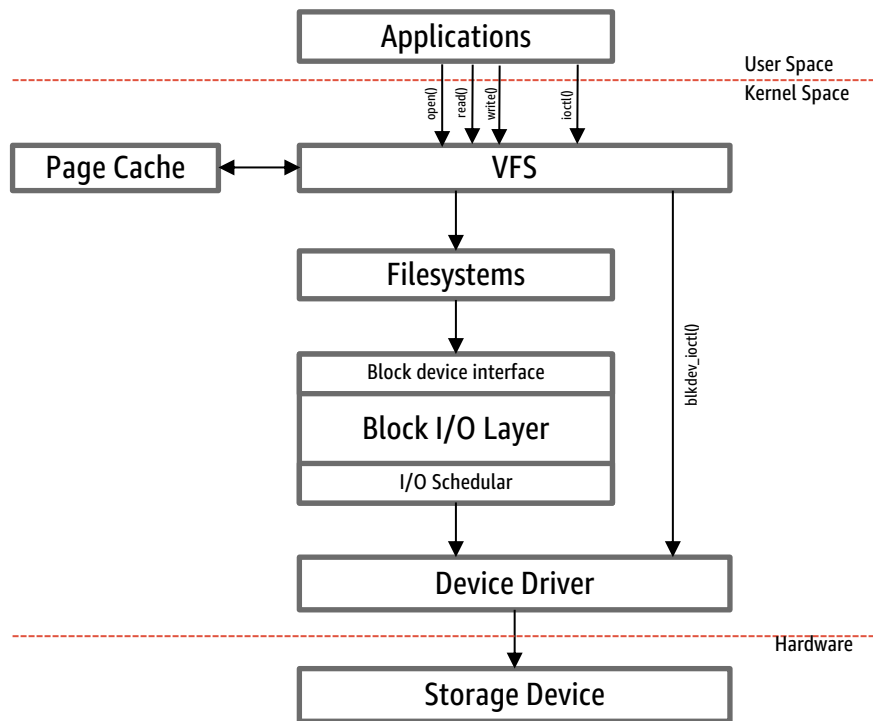 Applications
User Space
Kernel Space
open()
read()
write()
ioctl()
Page Cache
VFS
Filesystems
blkdev_ioctl()
Block device interface
Block I/O Layer
I/O Schedular
Device Driver
Hardware
Storage Device